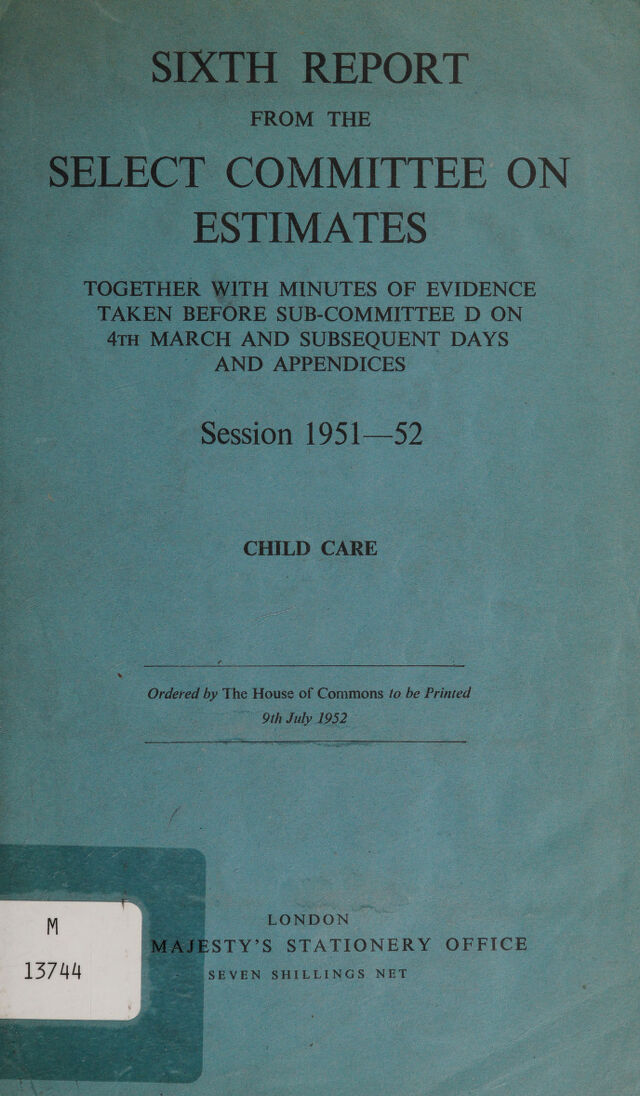 SIXTH REPORT
FROM THE
SELECT COMMITTEE ON
ESTIMATES
TOGETHER WITH MINUTES OF EVIDENCE
TAKEN BEFORE SUB-COMMITTEE D ON
4TH MARCH AND SUBSEQUENT DAYS
AND APPENDICES
Session 1951—52
CHILD CARE
Ordered by The House of Commons to be Printed
9th July 1952
LONDON
MAJESTY'S STATIONERY OFFICE
SEVEN SHILLINGS NET
M
13744